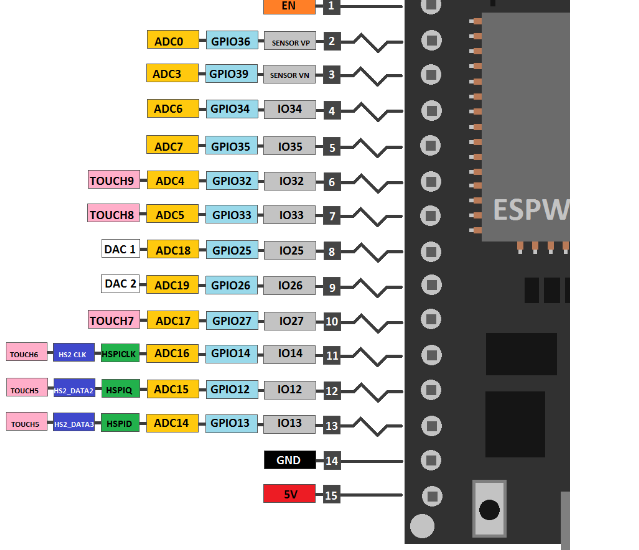 EN 1
ADC0 GPIO36 SENSOR VP 2
ADC3 GPIO39 SENSOR VN 3
ADC6 GPIO34 IO34 4
ADC7 GPIO35 IO35 5
TOUCH9 ADC4 GPIO32 IO32 6
TOUCH8 ADC5 GPIO33 IO33 7
DAC 1 ADC18 GPIO25 IO25 8
DAC 2 ADC19 GPIO26 IO26 9
TOUCH7 ADC17 GPIO27 IO27 10
TOUCH6 HS2 CLK HSPICLK ADC16 GPIO14 IO14 11
TOUCH5 HS2_DATA2 HSPIQ ADC15 GPIO12 IO12 12
TOUCH5 HS2_DATA3 HSPID ADC14 GPIO13 IO13 13
GND 14
5V 15
ESPW